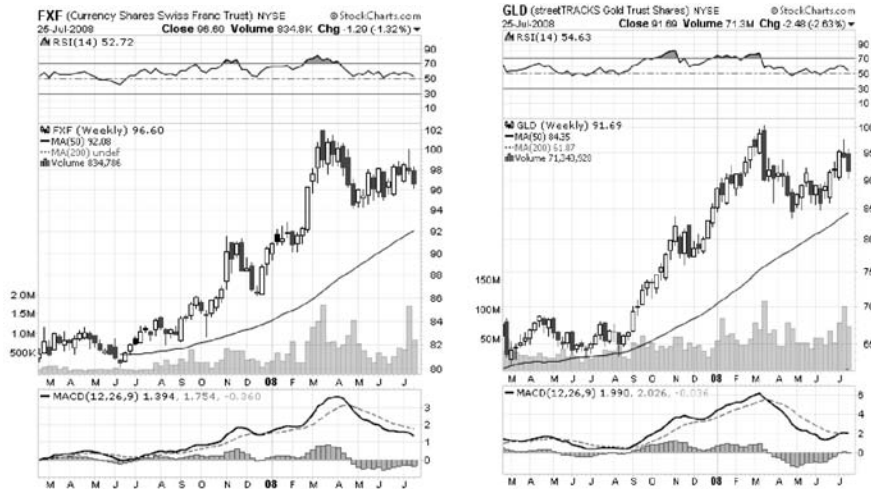 FXF (Currency Shares Swiss Franc Trust) NYSE
© StockCharts.com
25-Jul-2008
Close 96.60 Volume 834.8K Chg -1.29 (-1.32%)
RSI(14) 52.72
90
70
50
30
10
FXF (Weekly) 96.60
MA(50) 92.08
MA(200) undef
Volume 834,786
102
100
98
96
94
92
90
88
86
84
82
80
2.0M
1.5M
1.0M
500K
M A M J J A S O N D 08 F M A M J J
MACD(12,26,9) 1.394, 1.754, -0.360
3
2
1
0
M A M J J A S O N D 08 F M A M J J
GLD (streetTRACKS Gold Trust Shares) NYSE
© StockCharts.com
25-Jul-2008
Close 91.69 Volume 71.3M Chg -2.48 (-2.63%)
RSI(14) 54.63
90
70
50
30
10
GLD (Weekly) 91.69
MA(50) 84.35
MA(200) 61.87
Volume 71,343,928
95
90
85
80
75
70
65
150M
100M
50M
M A M J J A S O N D 08 F M A M J J
MACD(12,26,9) 1.990, 2.026, -0.036
6
4
2
0
M A M J J A S O N D 08 F M A M J J